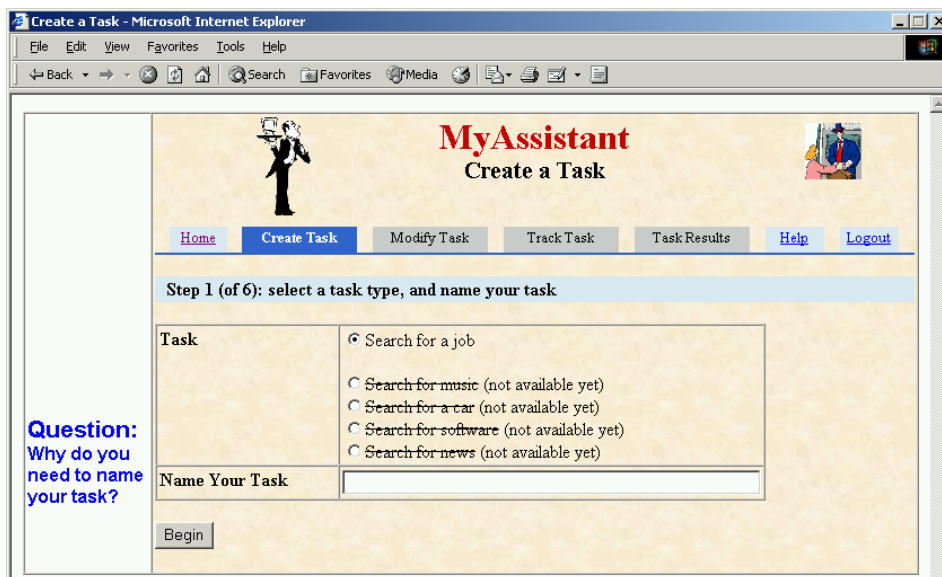 Create a Task - Microsoft Internet Explorer
File Edit View Favorites Tools Help
Back Search Favorites Media
MyAssistant
Create a Task
Home Create Task Modify Task Track Task Task Results Help Logout
Step 1 (of 6): select a task type, and name your task
Task
Search for a job
Search for music (not available yet)
Search for a car (not available yet)
Search for software (not available yet)
Search for news (not available yet)
Name Your Task
Begin
Question:
Why do you
need to name
your task?